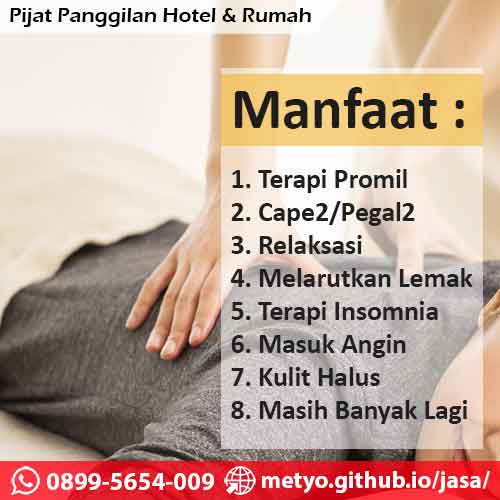 Pijat Panggilan Hotel & Rumah
Manfaat :
1. Terapi Promil
2. Cape2/Pegal2
3. Relaksasi
4. Melarutkan Lemak
5. Terapi Insomnia
6. Masuk Angin
7. Kulit Halus
8. Masih Banyak Lagi
0899-5654-009 metyo.github.io/jasa/